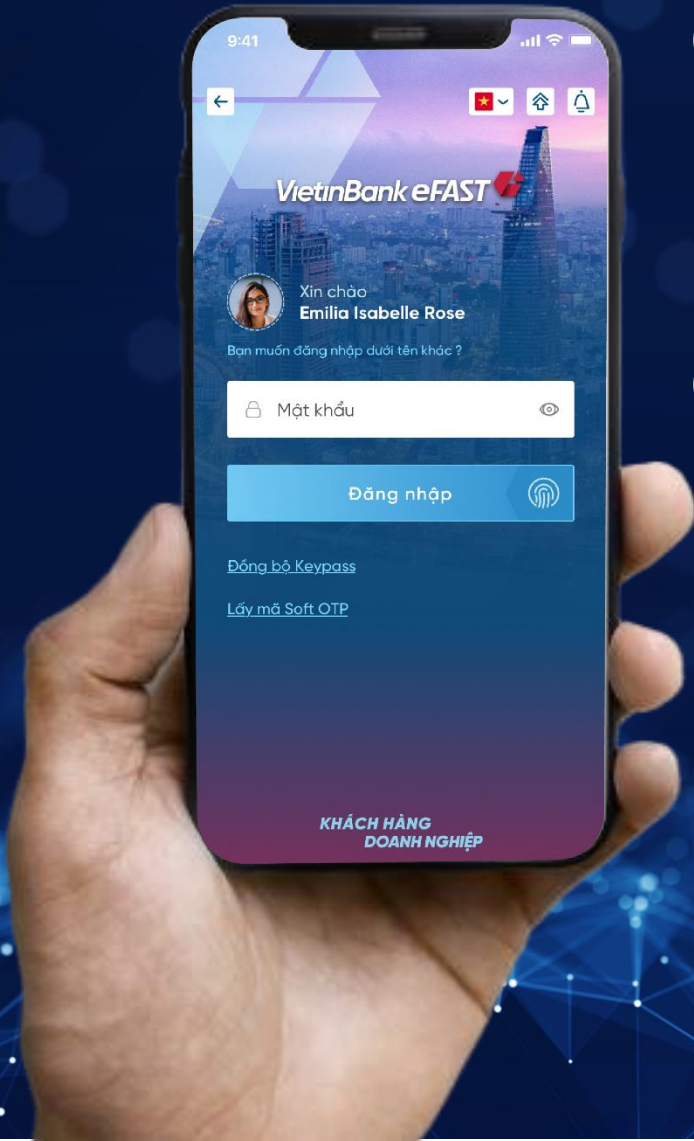 9:41
VietinBank eFAST
Xin chào
Emilia Isabelle Rose
Bạn muốn đăng nhập dưới tên khác ?
Mật khẩu
Đăng nhập
Đồng bộ Keypass
Lấy mã Soft OTP
KHÁCH HÀNG
DOANH NGHIỆP